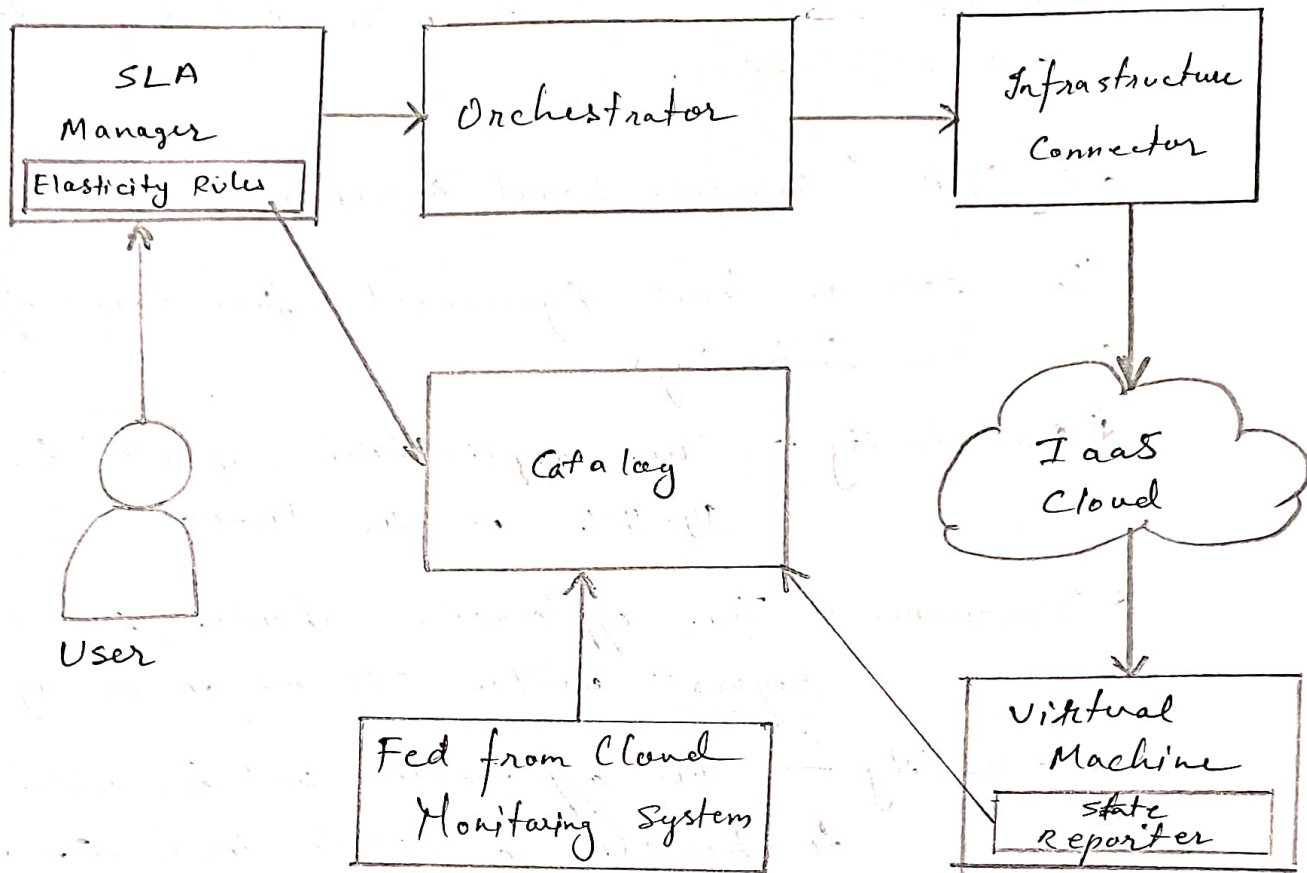 SLA
Manager
Elasticity Rules
Orchestrator
Infrastructure
Connector
Catalog
IaaS
Cloud
User
Fed from Cloud
Monitoring System
Virtual
Machine
State
Reporter